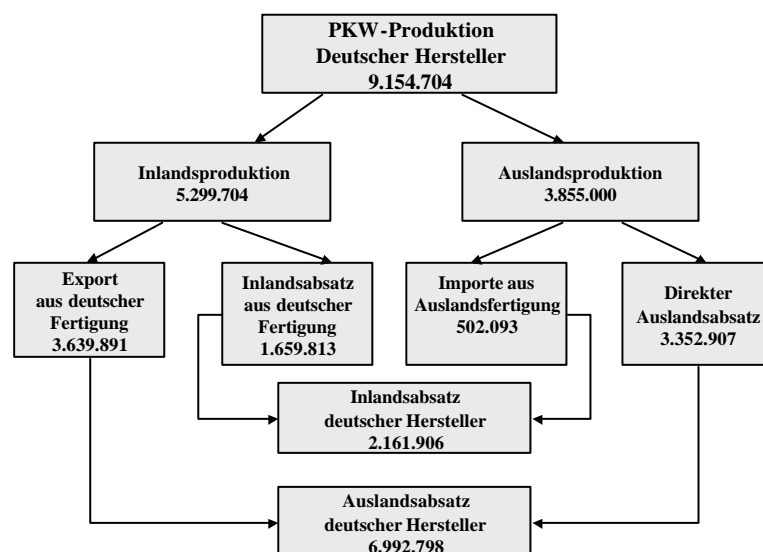 PKW-Produktion
Deutscher Hersteller
9.154.704
Inlandsproduktion
5.299.704
Auslandsproduktion
3.855.000
Export
aus deutscher
Fertigung
3.639.891
Inlandsabsatz
aus deutscher
Fertigung
1.659.813
Importe aus
Auslandsfertigung
502.093
Direkter
Auslandsabsatz
3.352.907
Inlandsabsatz
deutscher Hersteller
2.161.906
Auslandsabsatz
deutscher Hersteller
6.992.798